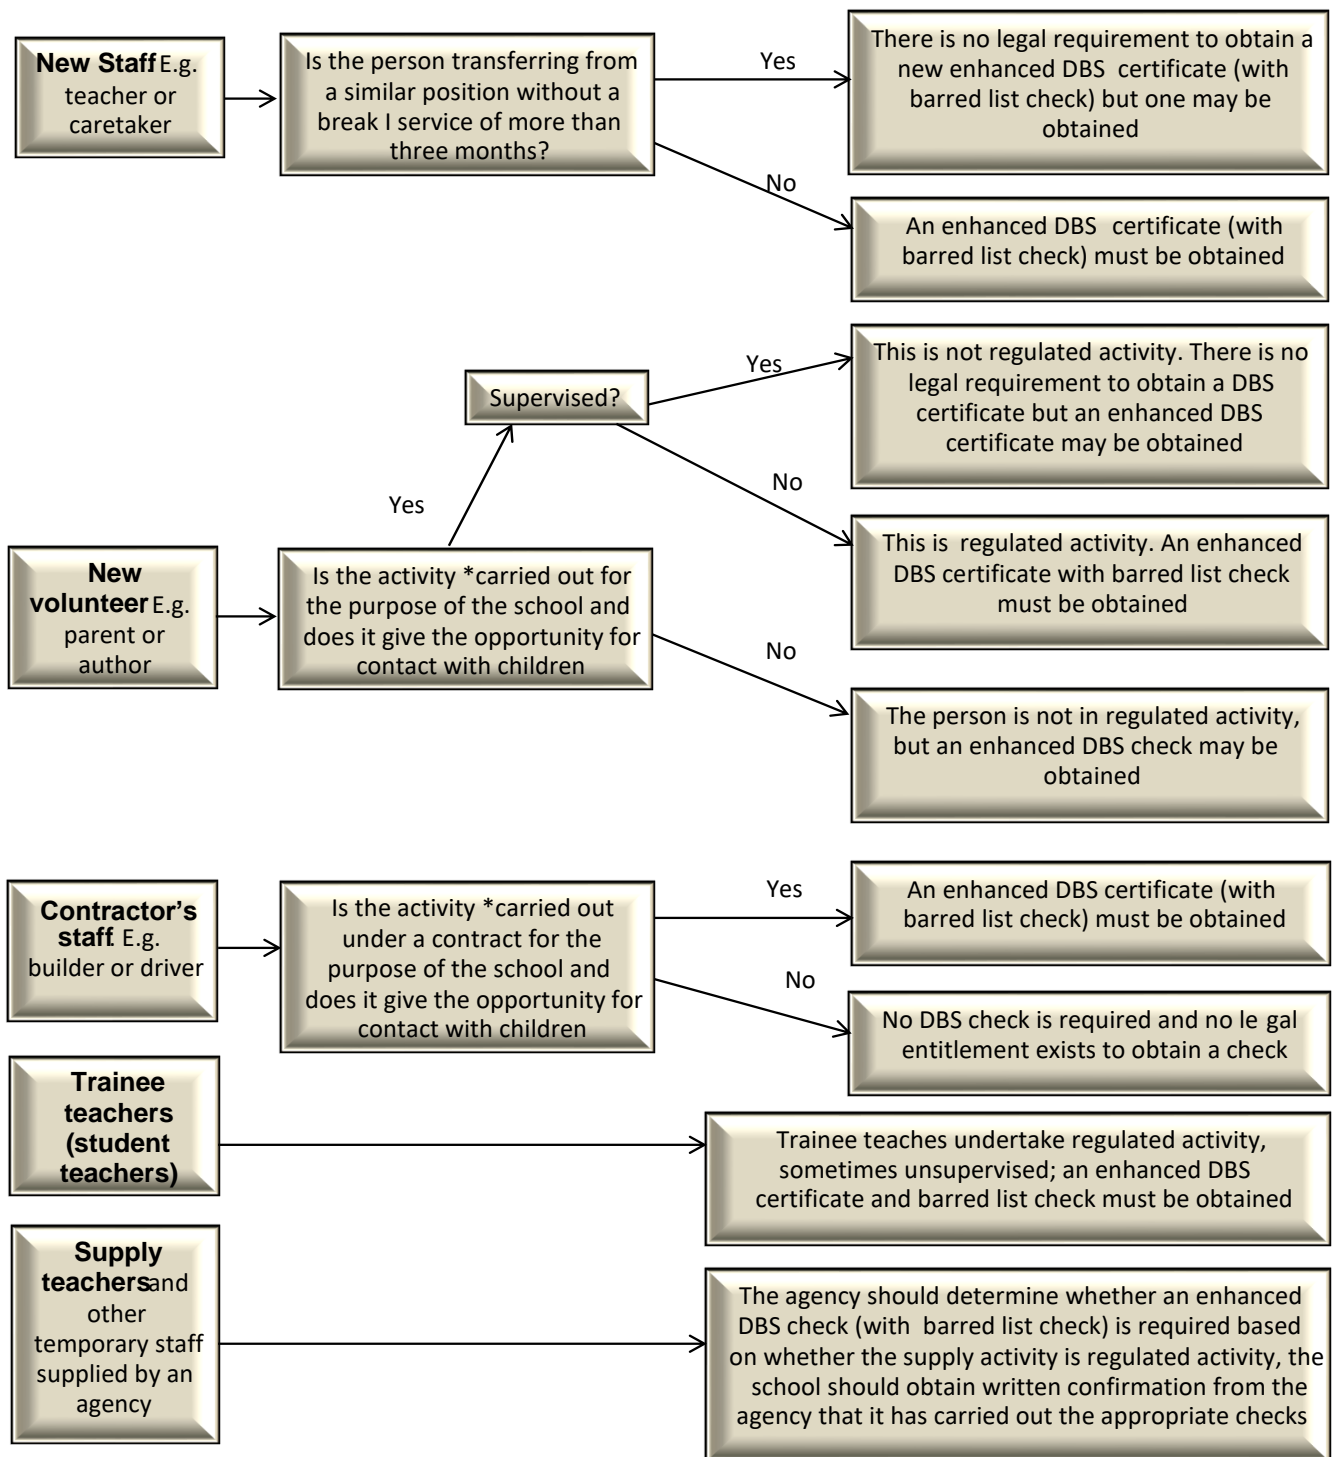 New Staff E.g.
teacher or
caretaker
Is the person transferring from
a similar position without a
break I service of more than
three months?
Yes
There is no legal requirement to obtain a
new enhanced DBS certificate (with
barred list check) but one may be
obtained
No
An enhanced DBS certificate (with
barred list check) must be obtained
New
volunteer E.g.
parent or
author
Is the activity *carried out for
the purpose of the school and
does it give the opportunity for
contact with children
Yes
Supervised?
Yes
This is not regulated activity. There is no
legal requirement to obtain a DBS
certificate but an enhanced DBS
certificate may be obtained
No
This is regulated activity. An enhanced
DBS certificate with barred list check
must be obtained
No
The person is not in regulated activity,
but an enhanced DBS check may be
obtained
Contractor's
staff. E.g.
builder or driver
Is the activity *carried out
under a contract for the
purpose of the school and
does it give the opportunity for
contact with children
Yes
An enhanced DBS certificate (with
barred list check) must be obtained
No
No DBS check is required and no le gal
entitlement exists to obtain a check
Trainee
teachers
(student
teachers)
Trainee teaches undertake regulated activity,
sometimes unsupervised; an enhanced DBS
certificate and barred list check must be obtained
Supply
teachers and
other
temporary staff
supplied by an
agency
The agency should determine whether an enhanced
DBS check (with barred list check) is required based
on whether the supply activity is regulated activity, the
school should obtain written confirmation from the
agency that it has carried out the appropriate checks